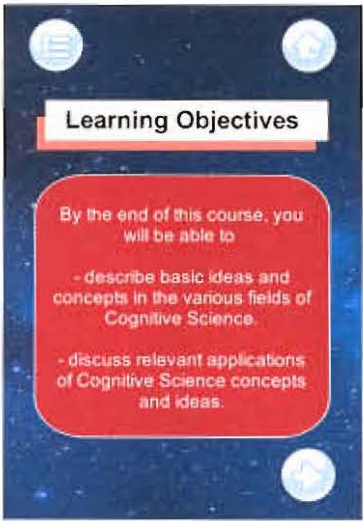 Learning Objectives
By the end of this course, you
will be able to
- describe basic ideas and
concepts in the various fields of
Cognitive Science.
- discuss relevant applications
of Cognitive Science concepts
and ideas.